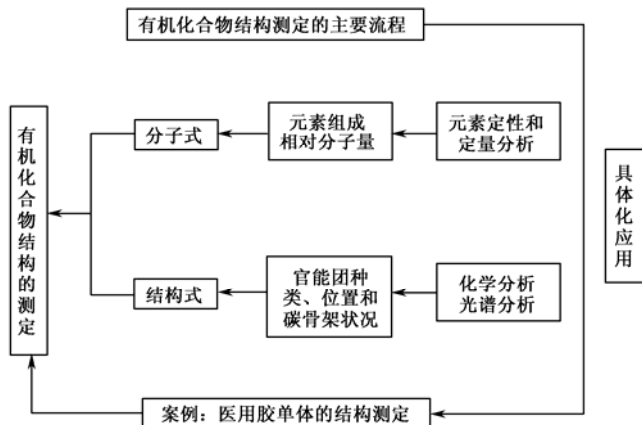 有机化合物结构测定的主要流程
有机化合物结构的测定
分子式
元素组成
相对分子量
元素定性和
定量分析
具体化应用
结构式
官能团种
类、位置和
碳骨架状况
化学分析
光谱分析
案例：医用胶单体的结构测定